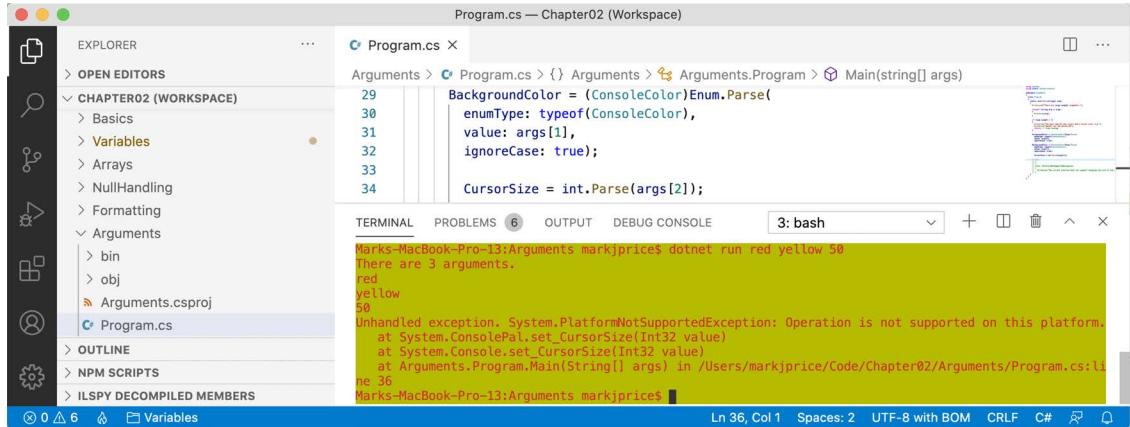 Program.cs — Chapter02 (Workspace)
EXPLORER
OPEN EDITORS
CHAPTER02 (WORKSPACE)
Basics
Variables
Arrays
NullHandling
Formatting
Arguments
bin
obj
Arguments.csproj
Program.cs
OUTLINE
NPM SCRIPTS
ILSPY DECOMPILED MEMBERS
Program.cs
Arguments > Program.cs > {} Arguments > Arguments.Program > Main(string[] args)
29 BackgroundColor = (ConsoleColor)Enum.Parse(
30 enumType: typeof(ConsoleColor),
31 value: args[1],
32 ignoreCase: true);
33
34 CursorSize = int.Parse(args[2]);
TERMINAL PROBLEMS 6 OUTPUT DEBUG CONSOLE 3: bash
Marks-MacBook-Pro-13:Arguments markjprice$ dotnet run red yellow 50
There are 3 arguments.
red
yellow
50
Unhandled exception. System.PlatformNotSupportedException: Operation is not supported on this platform.
at System.ConsolePal.set_CursorSize(Int32 value)
at System.Console.set_CursorSize(Int32 value)
at Arguments.Program.Main(String[] args) in /Users/markjprice/Code/Chapter02/Arguments/Program.cs:li
ne 36
Marks-MacBook-Pro-13:Arguments markjprice$
0 6 Variables Ln 36, Col 1 Spaces: 2 UTF-8 with BOM CRLF C#